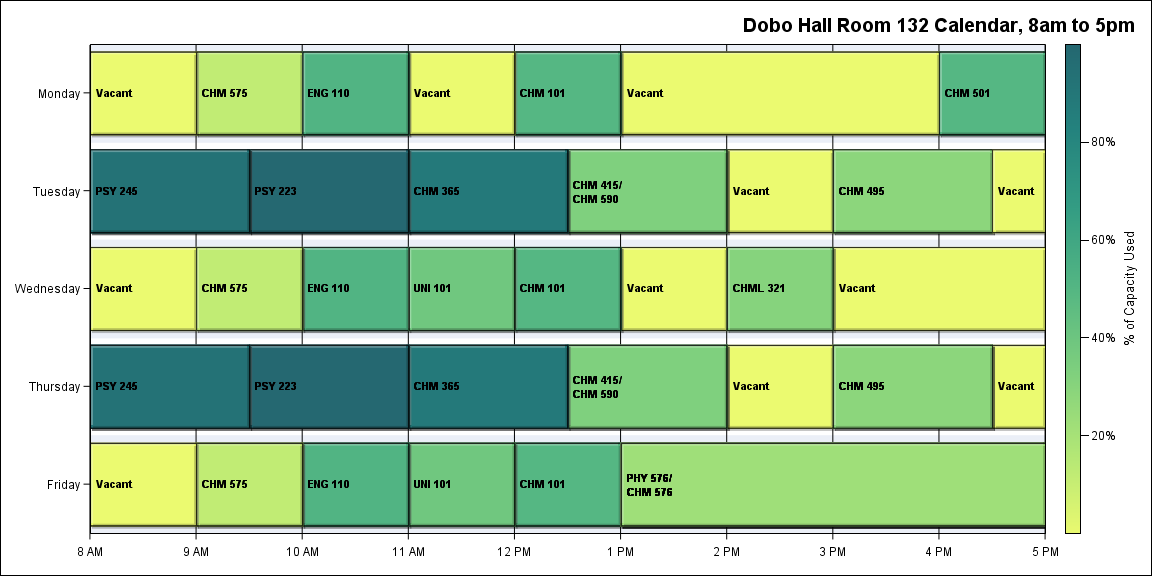 Dobo Hall Room 132 Calendar, 8am to 5pm
Monday
Vacant
CHM 575
ENG 110
Vacant
CHM 101
Vacant
CHM 501
Tuesday
PSY 245
PSY 223
CHM 365
CHM 415/
CHM 590
Vacant
CHM 495
Vacant
Wednesday
Vacant
CHM 575
ENG 110
UNI 101
CHM 101
Vacant
CHML 321
Vacant
Thursday
PSY 245
PSY 223
CHM 365
CHM 415/
CHM 590
Vacant
CHM 495
Vacant
Friday
Vacant
CHM 575
ENG 110
UNI 101
CHM 101
PHY 576/
CHM 576
8 AM
9 AM
10 AM
11 AM
12 PM
1 PM
2 PM
3 PM
4 PM
5 PM
80%
60%
40%
20%
% of Capacity Used